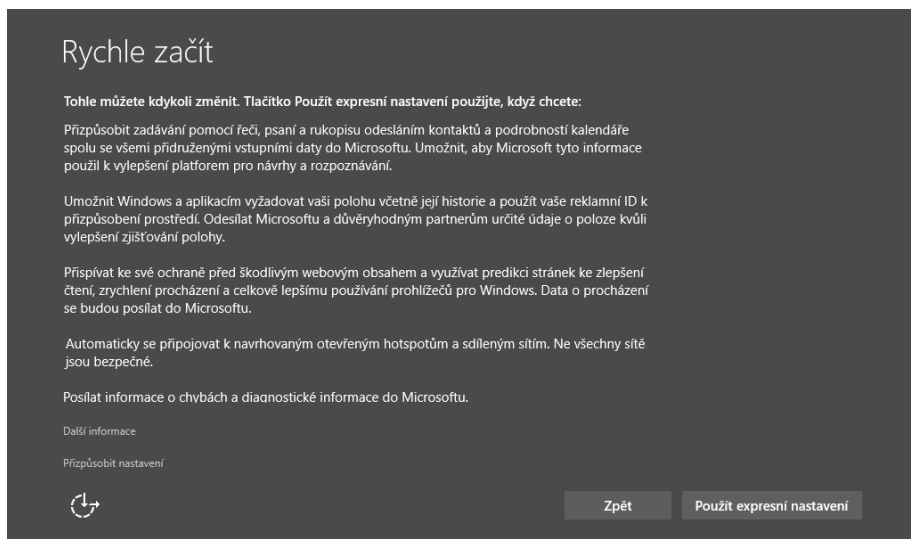 Rychle začít
Tohle můžete kdykoli změnit. Tlačítko Použít expresní nastavení použijte, když chcete:
Přizpůsobit zadávání pomocí řeči, psaní a rukopisu odesláním kontaktů a podrobností kalendáře
spolu se všemi přidruženými vstupními daty do Microsoftu. Umožnit, aby Microsoft tyto informace
použil k vylepšení platforem pro návrhy a rozpoznávání.
Umožnit Windows a aplikacím vyžadovat vaši polohu včetně její historie a použít vaše reklamní ID k
přizpůsobení prostředí. Odesílat Microsoftu a důvěryhodným partnerům určité údaje o poloze kvůli
vylepšení zjišťování polohy.
Přispívat ke své ochraně před škodlivým webovým obsahem a využívat predikci stránek ke zlepšení
čtení, zrychlení procházení a celkově lepšímu používání prohlížečů pro Windows. Data o procházení
se budou posílat do Microsoftu.
Automaticky se připojovat k navrhovaným otevřeným hotspotům a sdíleným sítím. Ne všechny sítě
jsou bezpečné.
Posílat informace o chybách a diagnostické informace do Microsoftu.
Další informace
Přizpůsobit nastavení
Zpět
Použít expresní nastavení